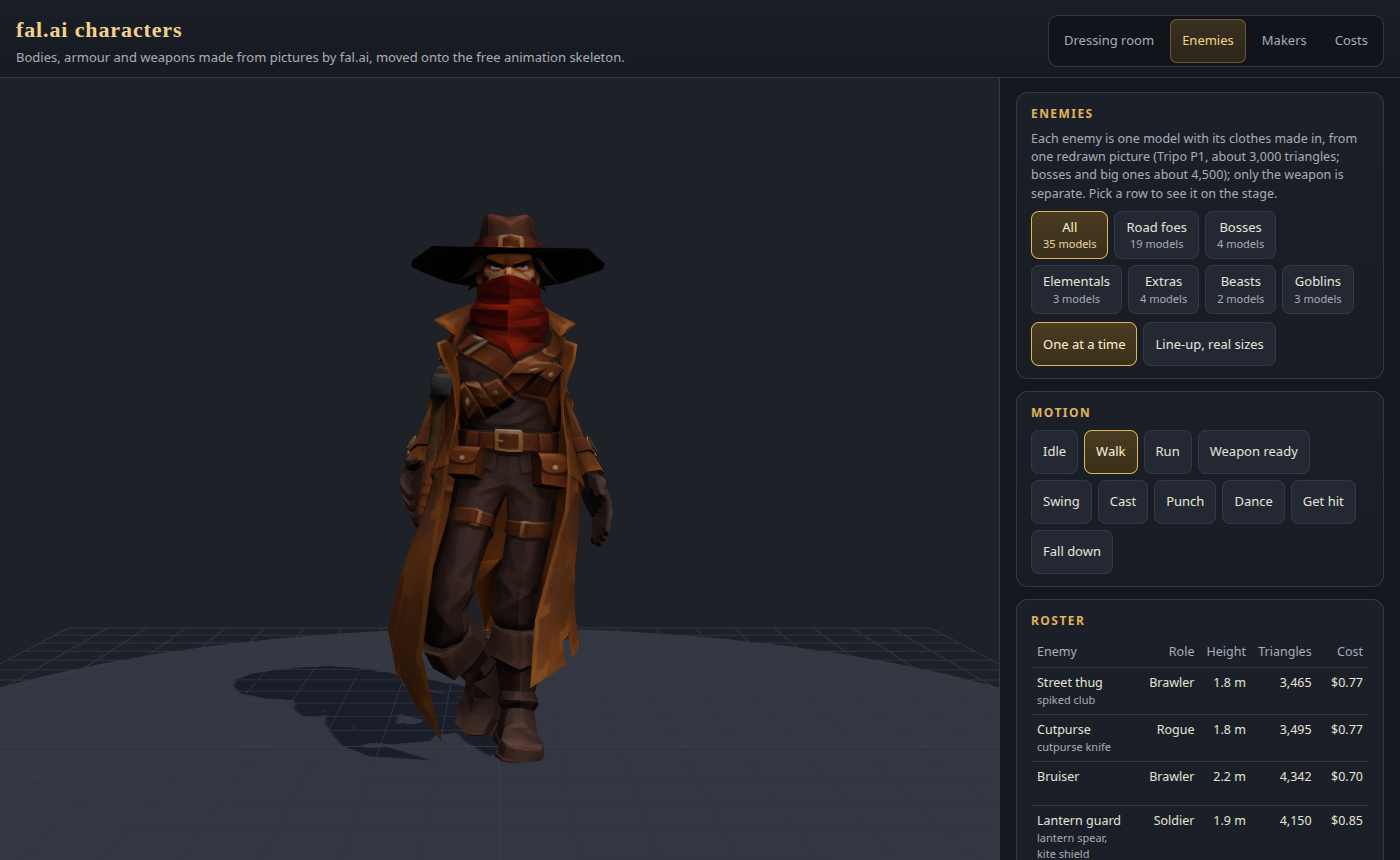 fal.ai characters
Bodies, armour and weapons made from pictures by fal.ai, moved onto the free animation skeleton.
Dressing room Enemies Makers Costs
ENEMIES
Each enemy is one model with its clothes made in, from
one redrawn picture (Tripo P1, about 3,000 triangles;
bosses and big ones about 4,500); only the weapon is
separate. Pick a row to see it on the stage.
All Road foes Bosses
35 models 19 models 4 models
Elementals Extras Beasts Goblins
3 models 4 models 2 models 3 models
One at a time Line-up, real sizes
MOTION
Idle Walk Run Weapon ready
Swing Cast Punch Dance Get hit
Fall down
ROSTER
Enemy Role Height Triangles Cost
Street thug Brawler 1.8 m 3,465 $0.77
spiked club
Cutpurse Rogue 1.8 m 3,495 $0.77
cutpurse knife
Bruiser Brawler 2.2 m 4,342 $0.70
Lantern guard Soldier 1.9 m 4,150 $0.85
lantern spear,
kite shield